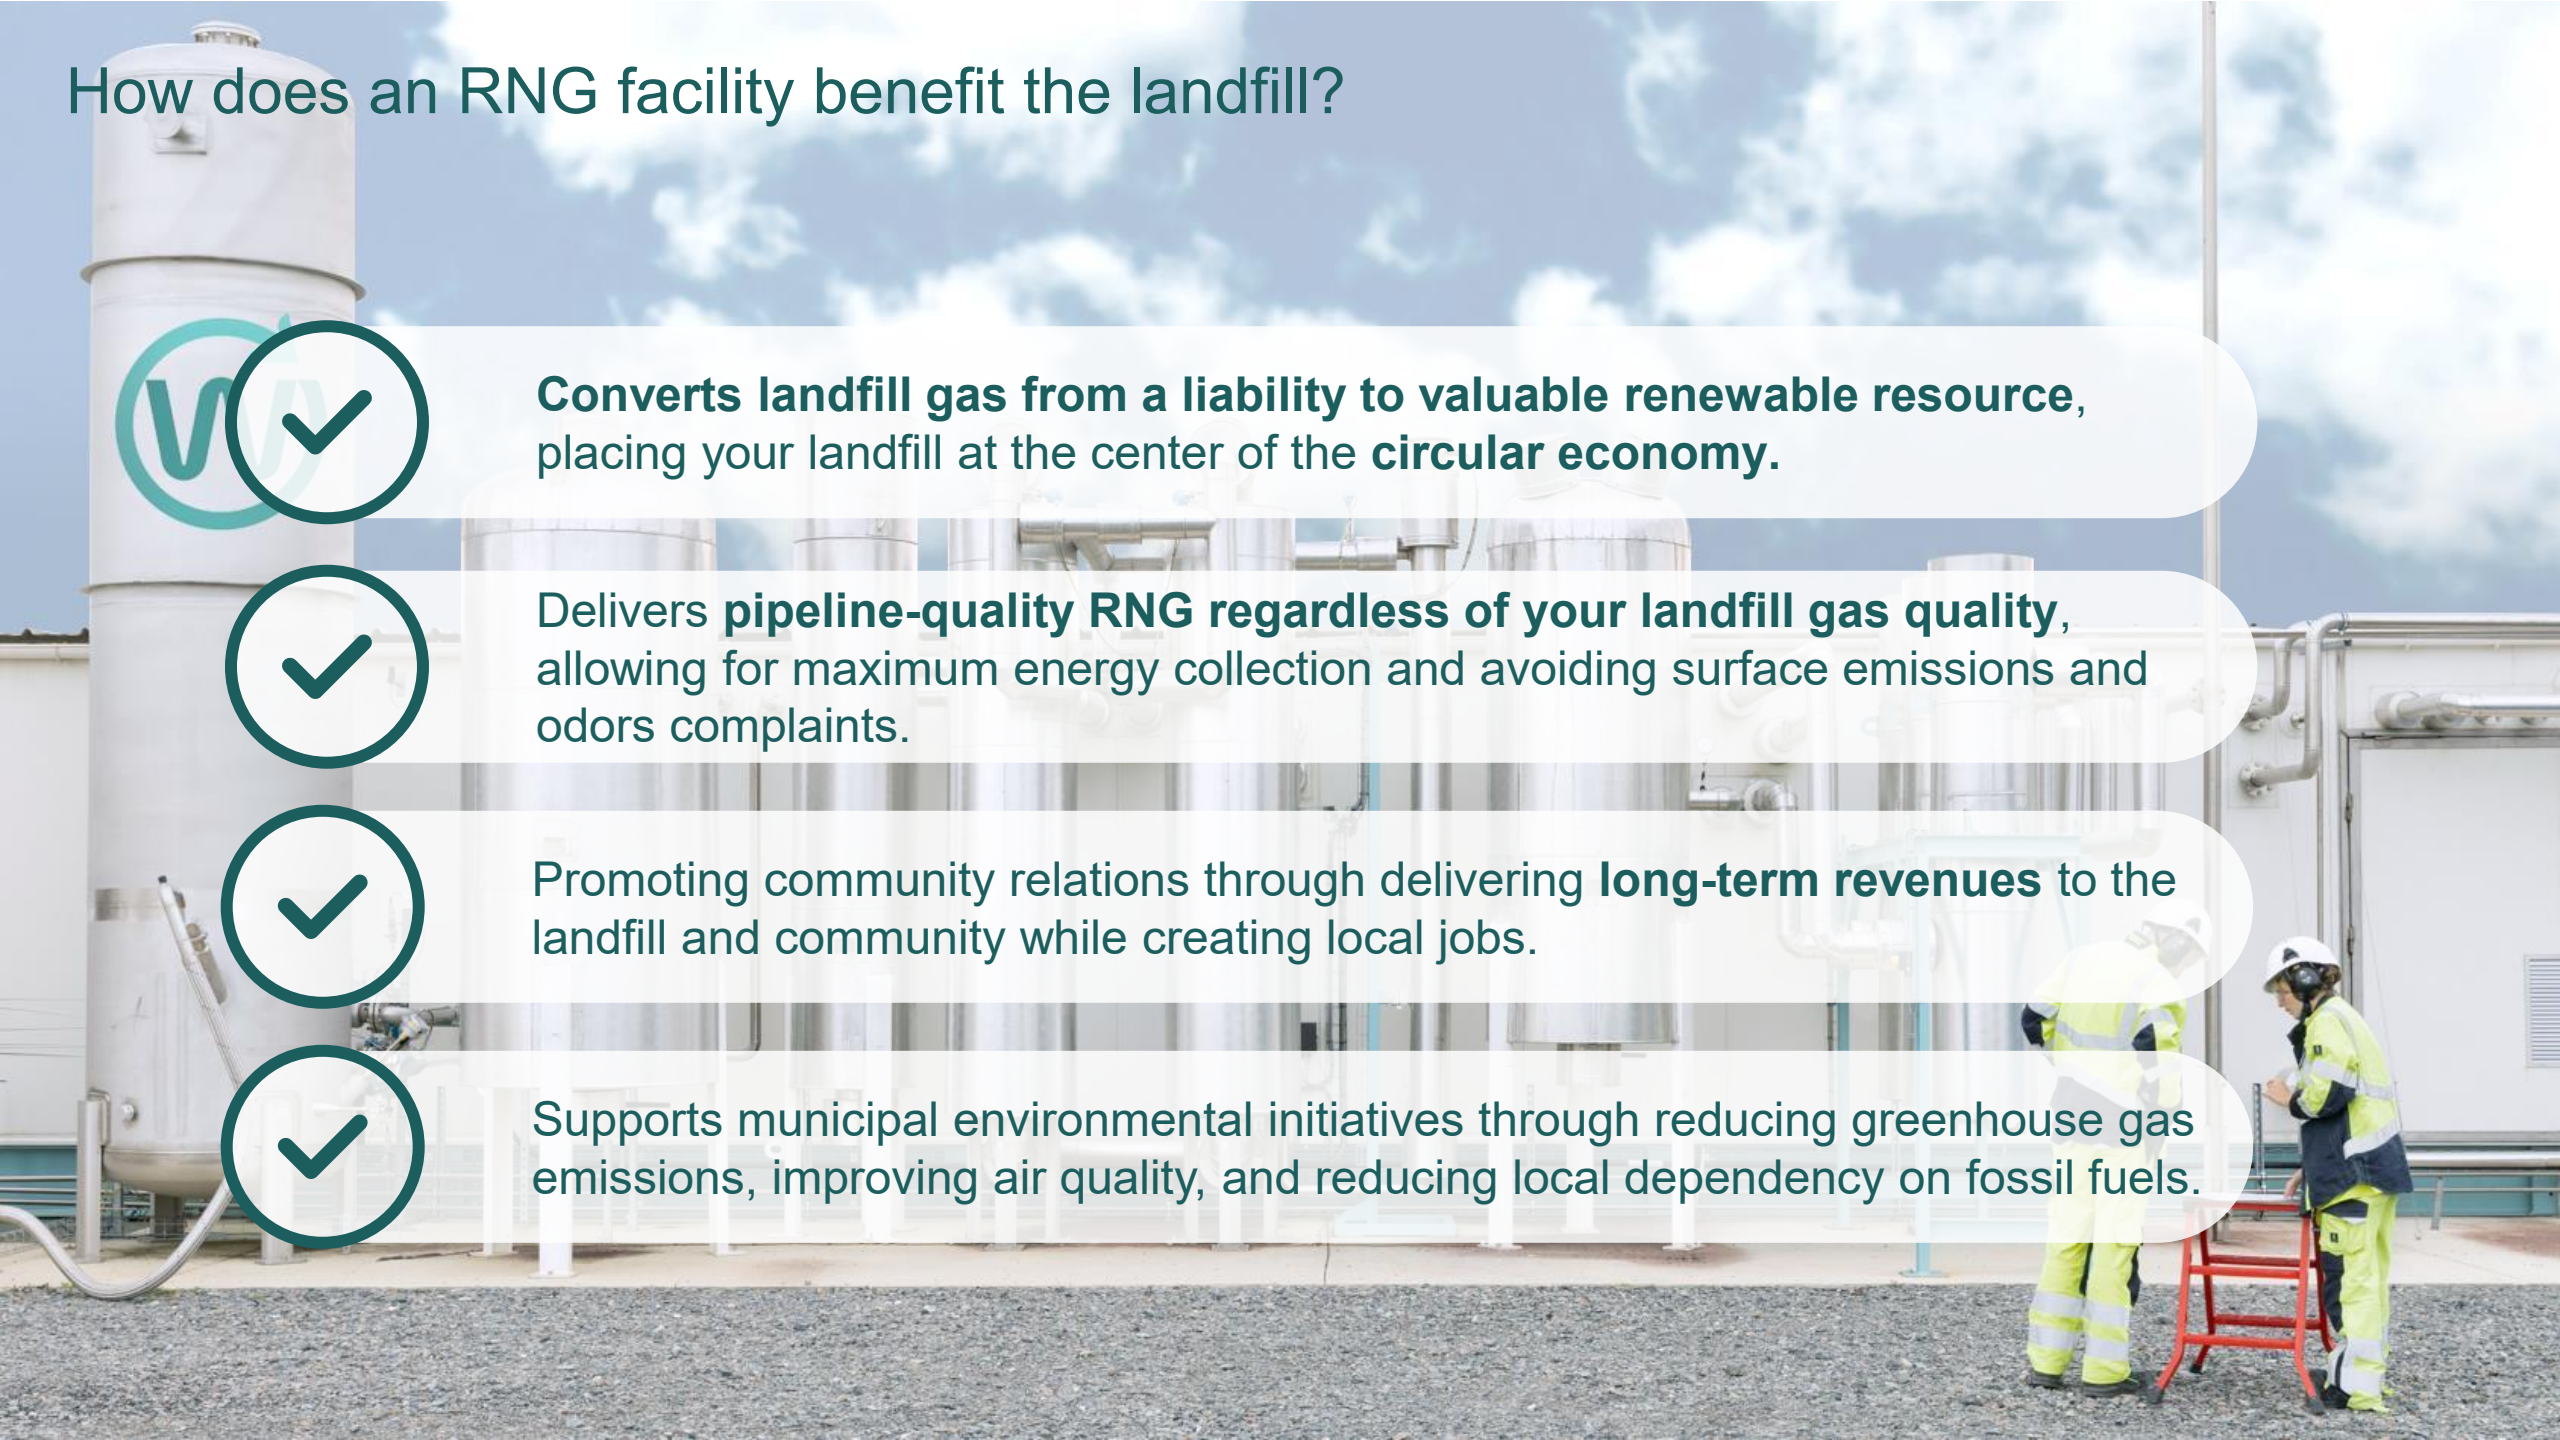 How does an RNG facility benefit the landfill?
W
Converts landfill gas from a liability to valuable renewable resource,
placing your landfill at the center of the circular economy.
Delivers pipeline-quality RNG regardless of your landfill gas quality,
allowing for maximum energy collection and avoiding surface emissions and
odors complaints.
Promoting community relations through delivering long-term revenues to the
landfill and community while creating local jobs.
Supports municipal environmental initiatives through reducing greenhouse gas
emissions, improving air quality, and reducing local dependency on fossil fuels.